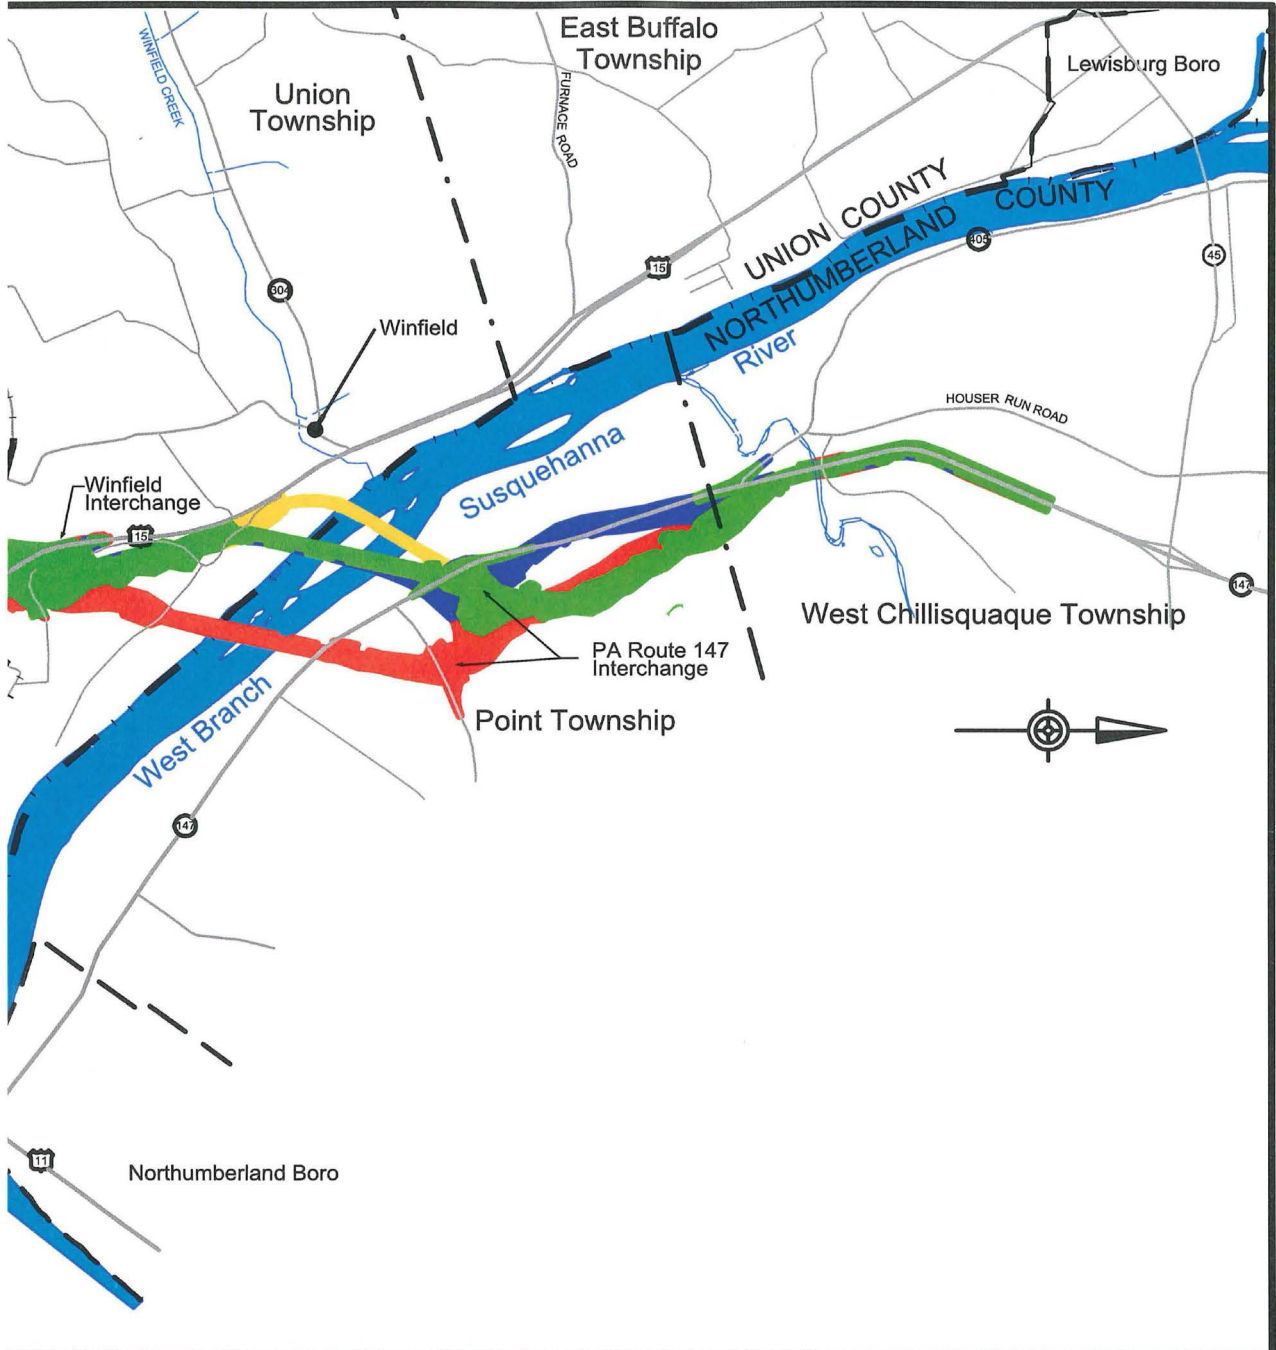 East Buffalo
Township
Lewisburg Boro
WINFIELD CREEK
Union
Township
FURNACE ROAD
UNION COUNTY
NORTHUMBERLAND COUNTY
405
15
45
304
Winfield
River
HOUSER RUN ROAD
Susquehanna
Winfield
Interchange
15
147
West Chillisquaque Township
PA Route 147
Interchange
West Branch
Point Township
147
11
Northumberland Boro